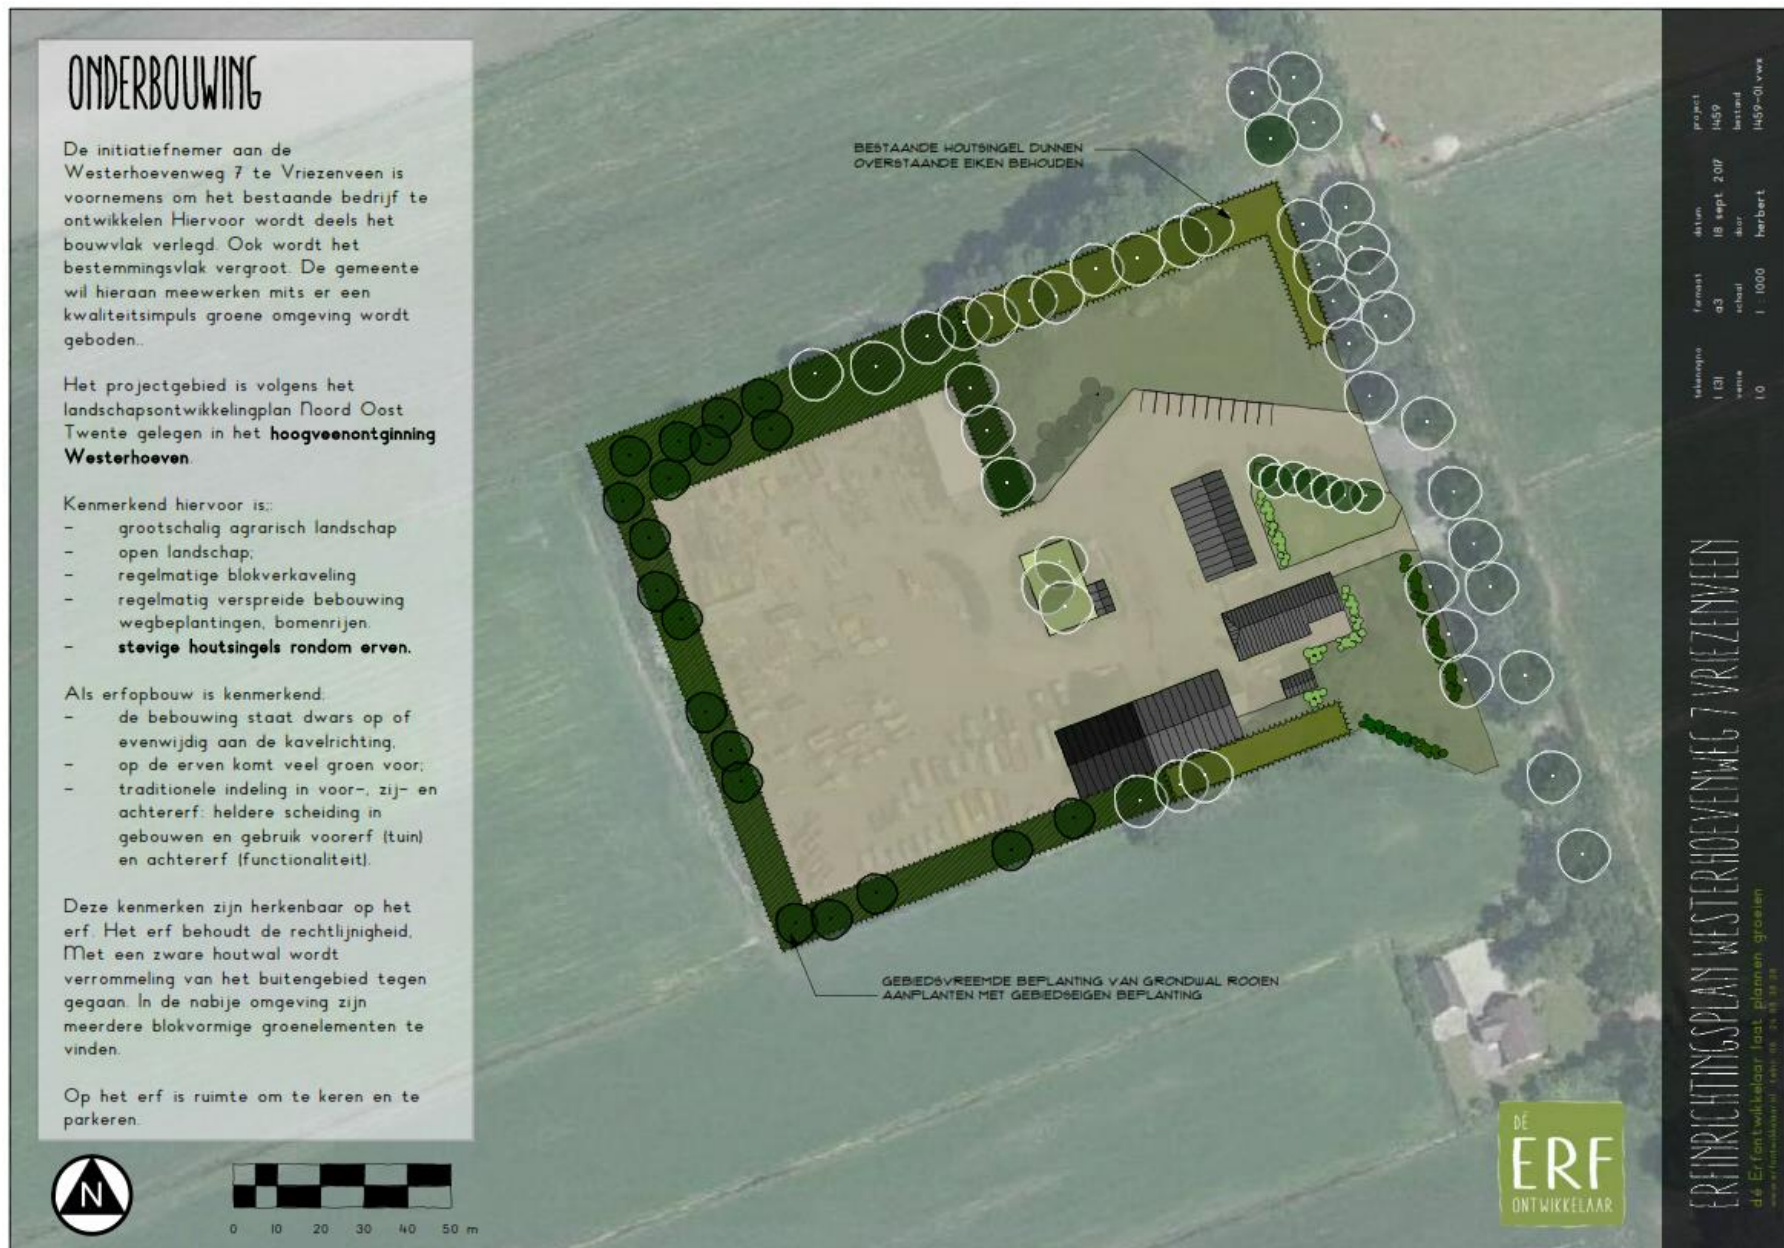 ONDERBOUWING
De initiatiefnemer aan de
Westerhoevenweg 7 te Vriezenveen is
voornemens om het bestaande bedrijf te
ontwikkelen Hiervoor wordt deels het
bouwvlak verlegd. Ook wordt het
bestemmingsvlak vergroot. De gemeente
wil hieraan meewerken mits er een
kwaliteitsimpuls groene omgeving wordt
geboden..
Het projectgebied is volgens het
landschapsontwikkelingplan Noord Oost
Twente gelegen in het hoogveenontginning
Westerhoeven.
Kenmerkend hiervoor is;:
- grootschalig agrarisch landschap
- open landschap;
- regelmatige blokverkaveling
- regelmatig verspreide bebouwing
wegbeplantingen, bomenrijen.
- stevige houtsingels rondom erven.
Als erfopbouw is kenmerkend:
- de bebouwing staat dwars op of
evenwijdig aan de kavelrichting,
- op de erven komt veel groen voor;
- traditionele indeling in voor-, zij- en
achtererf: heldere scheiding in
gebouwen en gebruik voorerf (tuin)
en achtererf (functionaliteit).
Deze kenmerken zijn herkenbaar op het
erf. Het erf behoudt de rechtlijnigheid,
Met een zware houtwal wordt
verrommeling van het buitengebied tegen
gegaan. In de nabije omgeving zijn
meerdere blokvormige groenelementen te
vinden.
Op het erf is ruimte om te keren en te
parkeren.
N
0 10 20 30 40 50 m
BESTAANDE HOUTSINGEL DUNNEN
OVERSTAANDE EIKEN BEHOUDEN
GEBIEDSVREEMDE BEPLANTING VAN GRONDWAL ROOIEN
AANPLANTEN MET GEBIEDSEIGEN BEPLANTING
DÉ
ERF
ONTWIKKELAAR
project
1459
bestand
1459-01.vwx
datum
18 sept 2017
door
herbert
formaat
a3
schaal
1 : 1000
versie
1.0
ERFINRICHTINGSPLAN WESTERHOEVENWEG 7 VRIEZENVEEN
dé Erfontwikkelaar laat plannen groeien